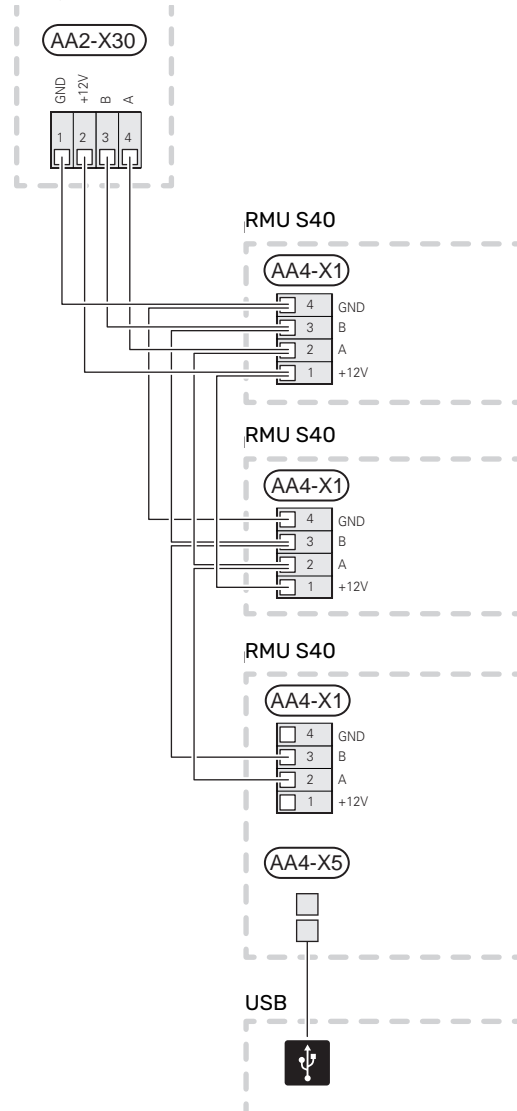 AA2-X30
GND +12V B A
1 2 3 4
RMU S40
AA4-X1
4 GND
3 B
2 A
1 +12V
RMU S40
AA4-X1
4 GND
3 B
2 A
1 +12V
RMU S40
AA4-X1
4 GND
3 B
2 A
1 +12V
AA4-X5
USB